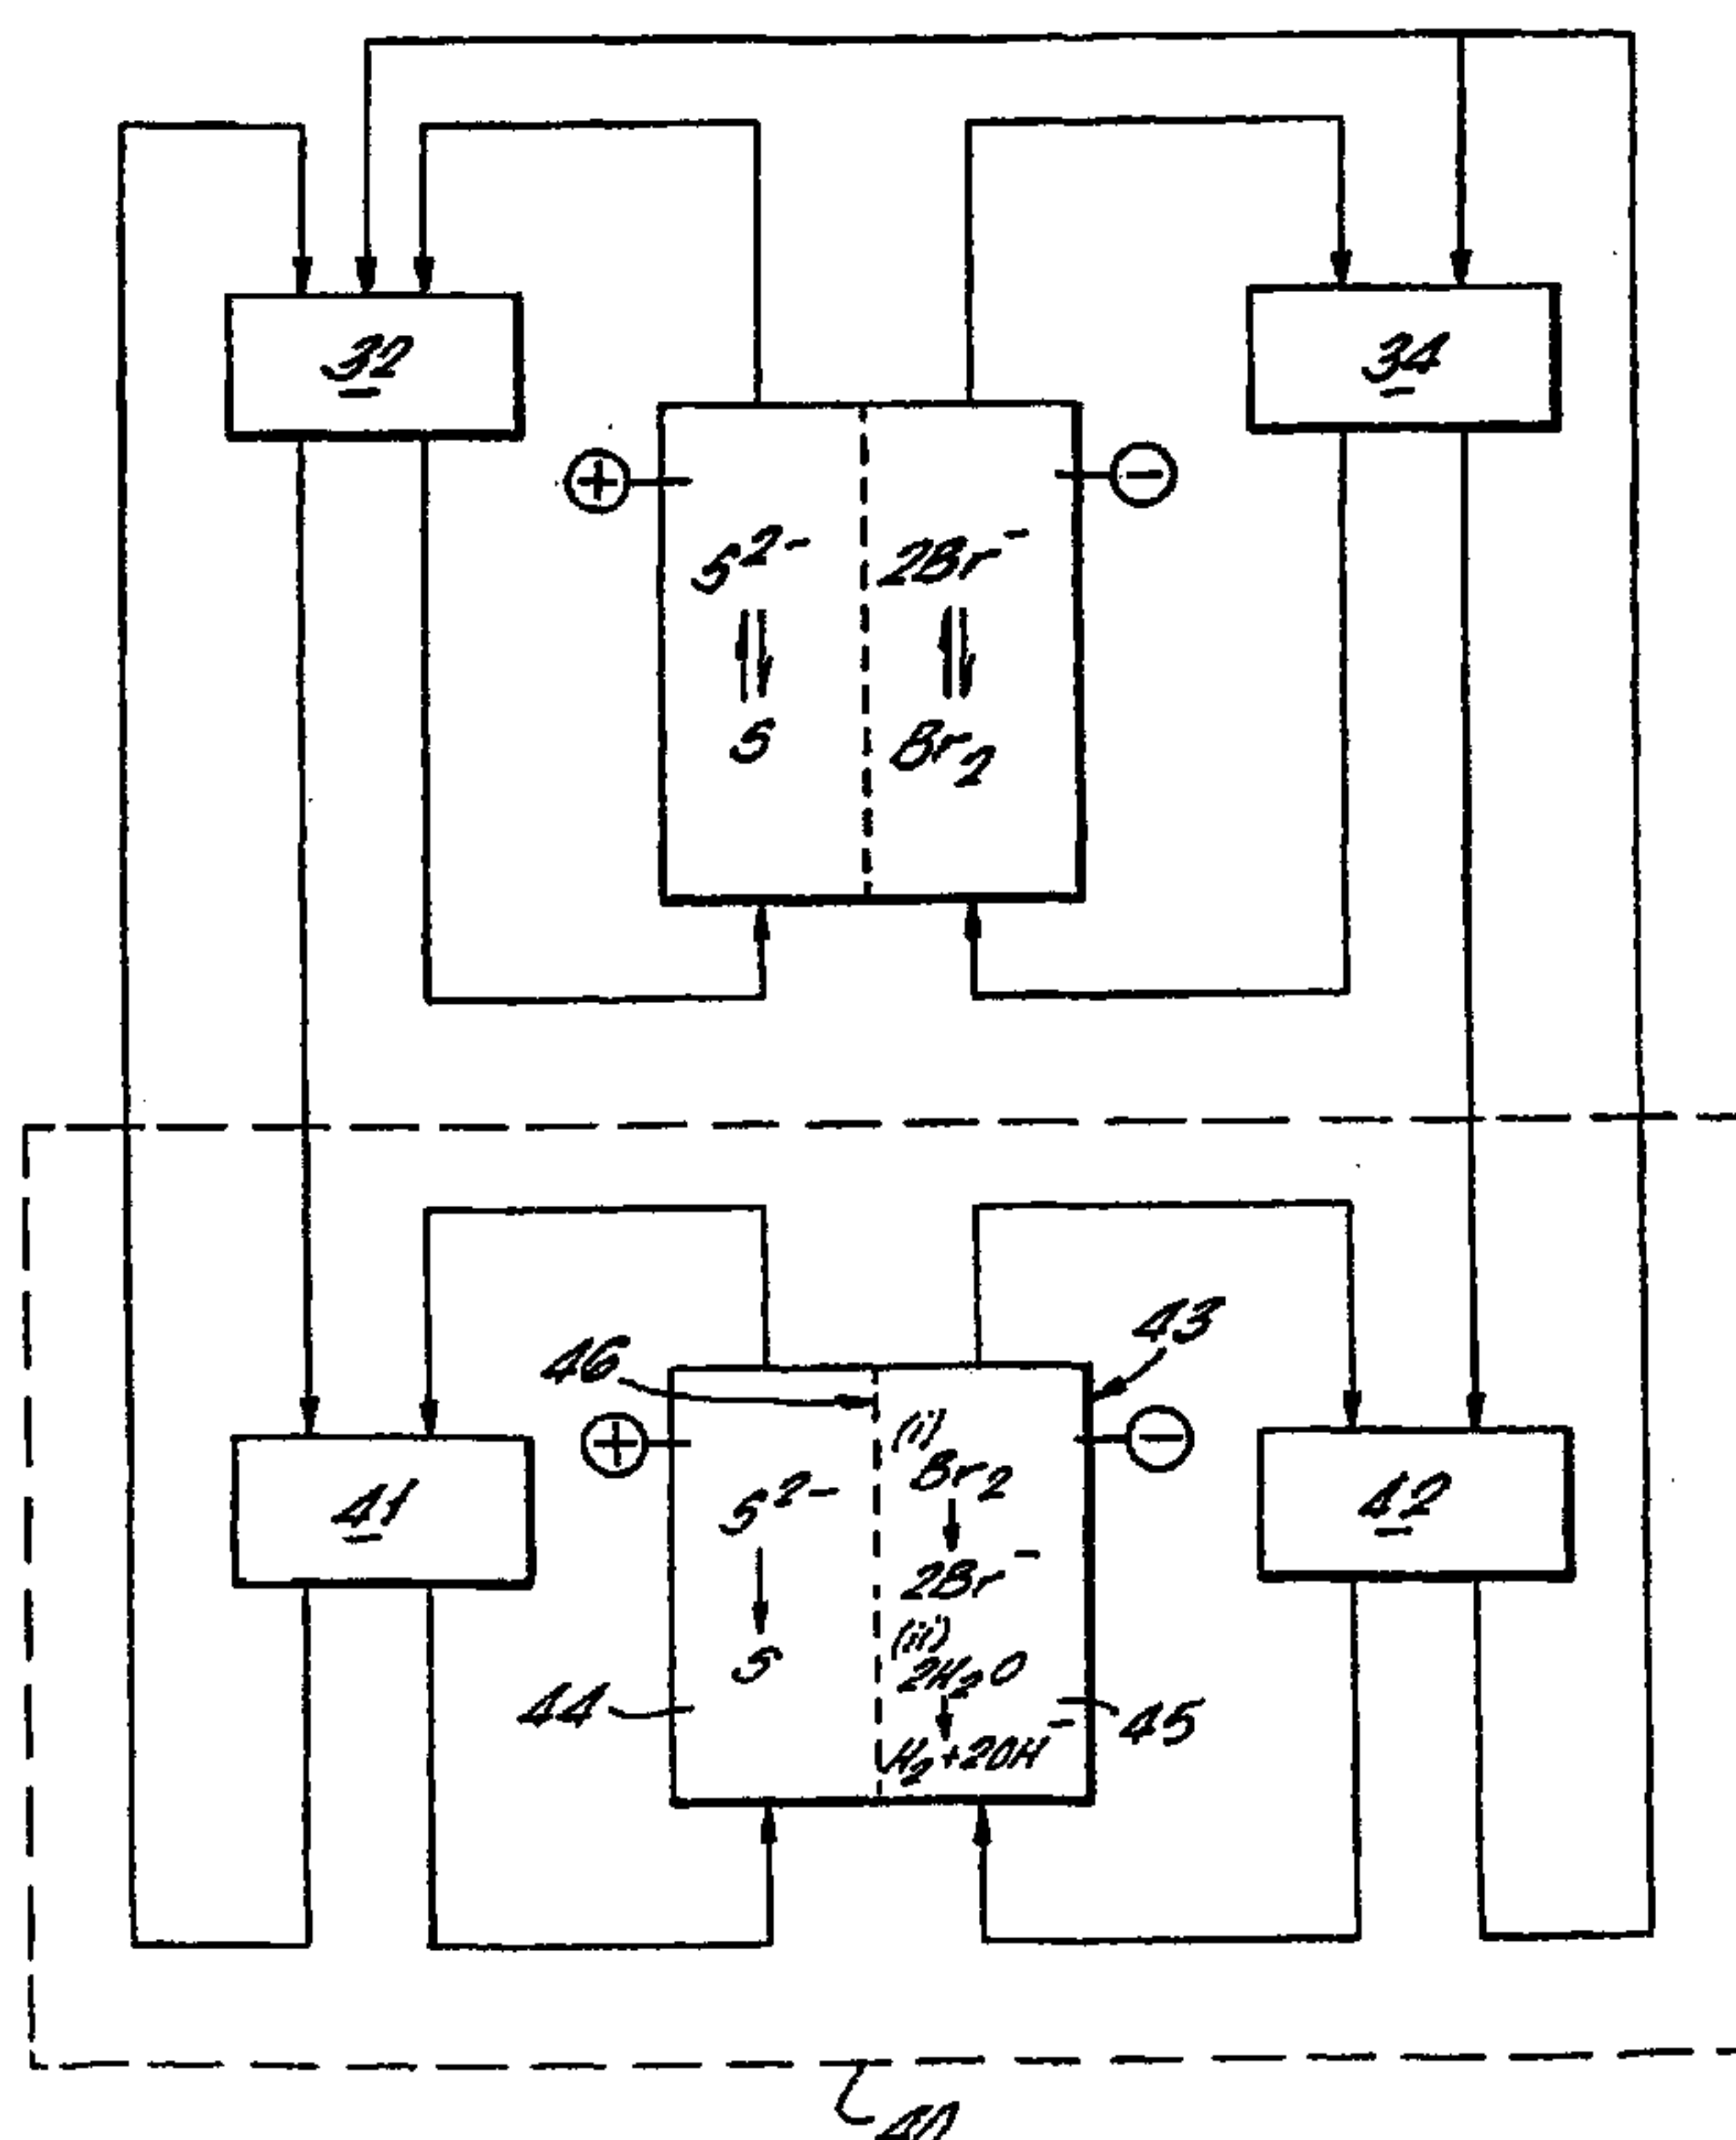 32
34
+
−
S²⁻
2Br⁻
⇌
⇌
S
Br₂
46
43
+
−
(i)
Br₂
41
42
S²⁻
↓
↓
2Br⁻
(ii)
S
2H₂O
↓
44
45
H₂+2OH⁻
40